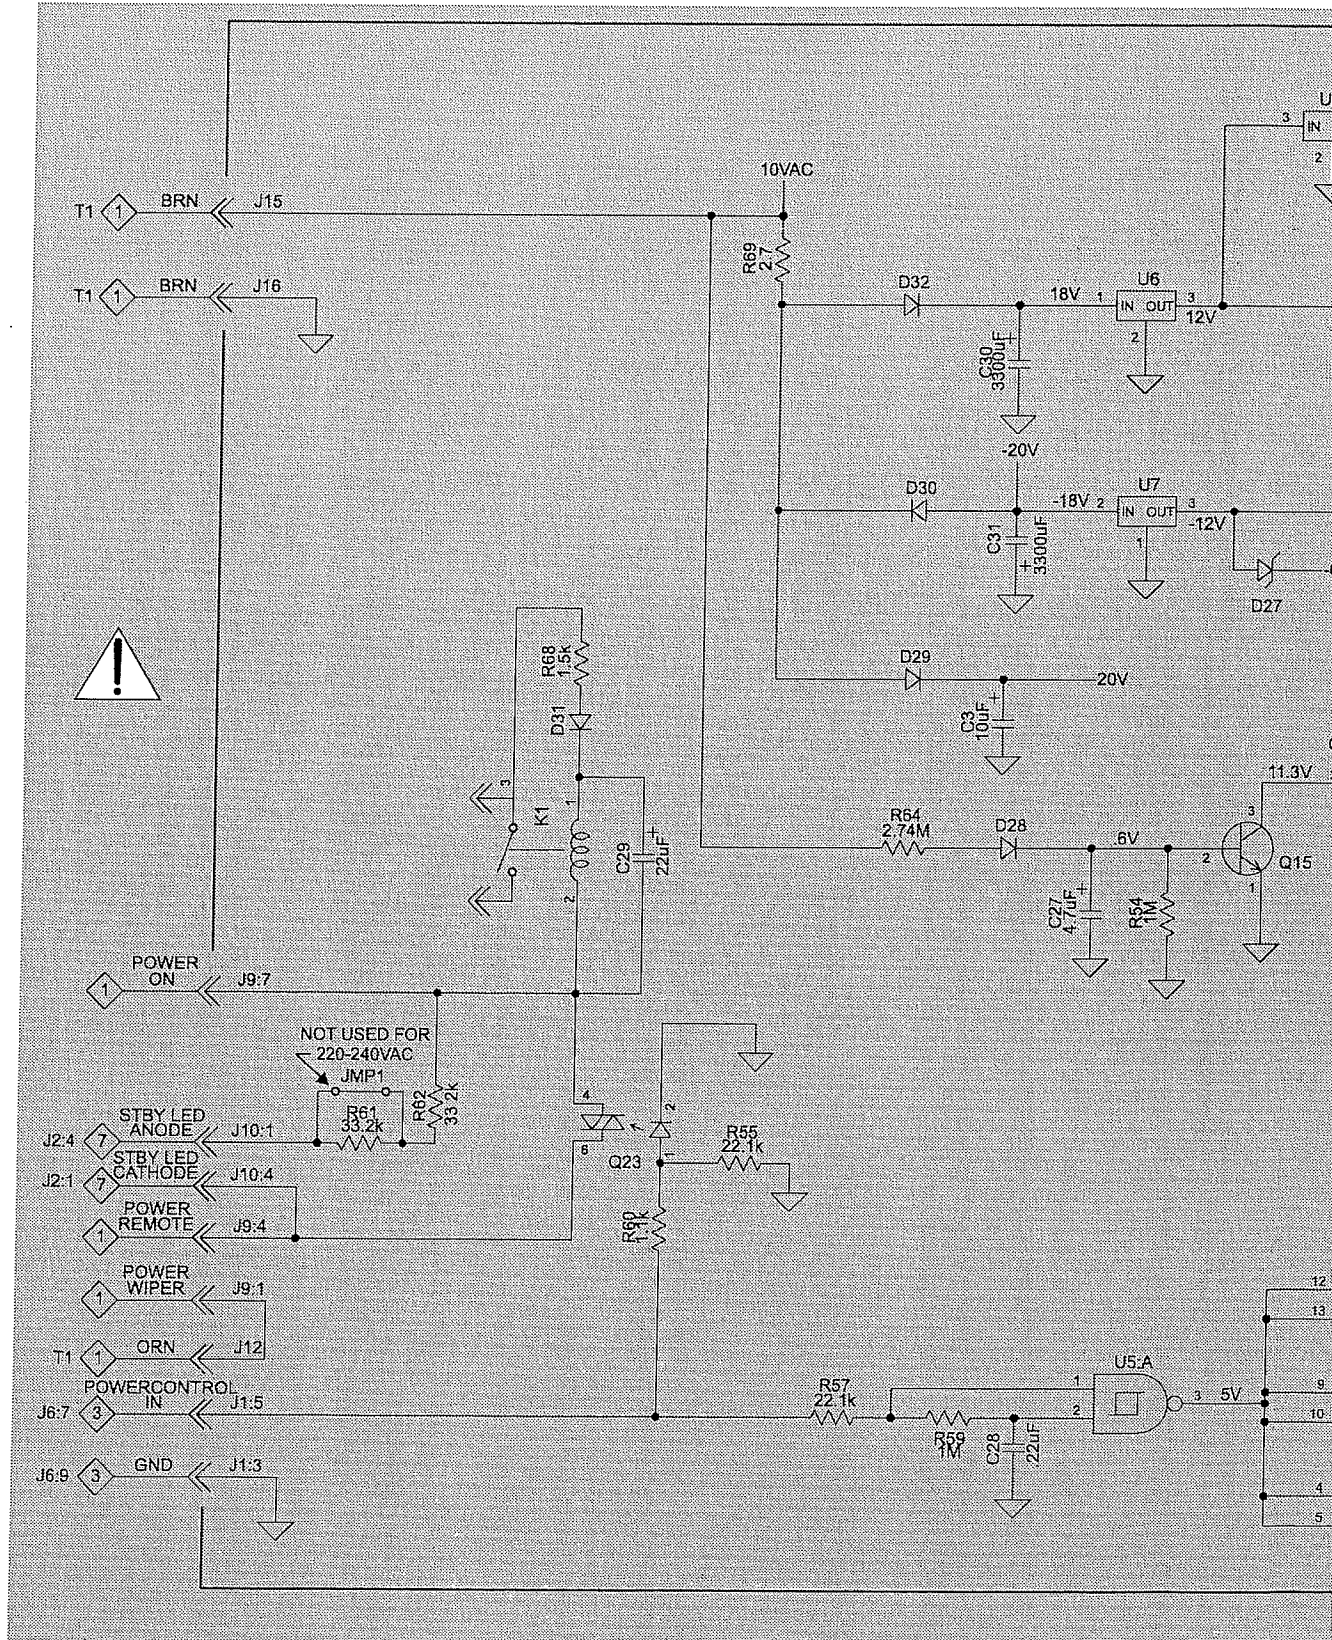 U
3
IN
2
10VAC
T1 1 BRN J15
R69
2.7
T1 1 BRN J16
D32
18V
1
U6
IN OUT
3
12V
2
C30
3300uF
+
-20V
D30
-18V
2
U7
IN OUT
3
-12V
1
C31
3300uF
+
D27
R68
1.5k
D31
D29
20V
C3
10uF
+
11.3V
3
K1
1
2
3
C29
22uF
+
R64
2.74M
D28
.6V
2
Q15
1
C27
4.7uF
+
R54
1M
1 POWER
ON
J9:7
NOT USED FOR
220-240VAC
JMP1
R61
33.2k
R62
33.2k
4
6
2
1
Q23
R55
22.1k
J2:4 7 STBY LED
ANODE
J10:1
J2:1 7 STBY LED
CATHODE
J10:4
1 POWER
REMOTE
J9:4
R60
1.1k
1 POWER
WIPER
J9:1
T1 1 ORN J12
J6:7 3 POWERCONTROL
IN
J1:5
R57
22.1k
R59
1M
C28
.22uF
U5:A
1
2
3
5V
12
13
9
10
4
5
J6:9 3 GND J1:3
!